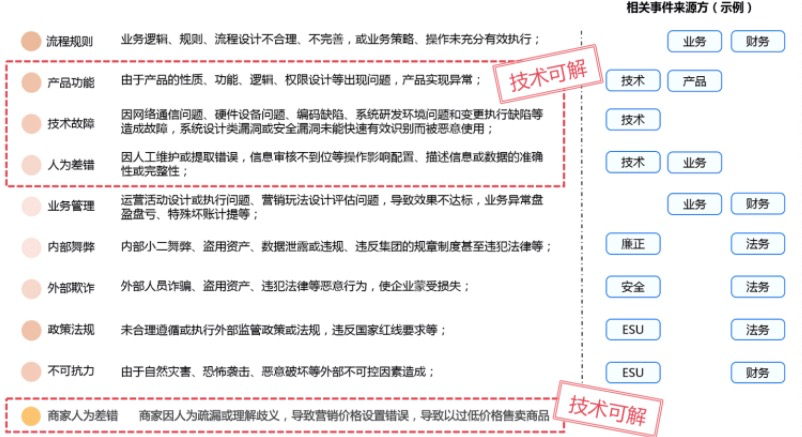 相关事件来源方（示例）
流程规则 业务逻辑、规则、流程设计不合理、不完善，或业务策略、操作未充分有效执行； 业务 财务
技术可解
产品功能 由于产品的性质、功能、逻辑、权限设计等出现问题，产品实现异常； 技术 产品
技术故障 因网络通信问题、硬件设备问题、编码缺陷、系统研发环境问题和变更执行缺陷等
造成故障，系统设计类漏洞或安全漏洞未能快速有效识别而被恶意使用； 技术
人为差错 因人工维护或提取错误，信息审核不到位等操作影响配置、描述信息或数据的准确
性或完整性； 技术 业务
业务管理 运营活动设计或执行问题、营销玩法设计评估问题，导致效果不达标，业务异常盘
盈盘亏、特殊坏账计提等； 业务 财务
内部舞弊 内部小二舞弊、盗用资产、数据泄露或违规、违反集团的规章制度甚至违犯法律等； 廉正 法务
外部欺诈 外部人员诈骗、盗用资产、违犯法律等恶意行为，使企业蒙受损失； 安全 法务
政策法规 未合理遵循或执行外部监管政策或法规，违反国家红线要求等； ESU 法务
不可抗力 由于自然灾害、恐怖袭击、恶意破坏等外部不可控因素造成； ESU 财务
商家人为差错 商家因人为疏漏或理解歧义，导致营销价格设置错误，导致以过低价格售卖商品
技术可解